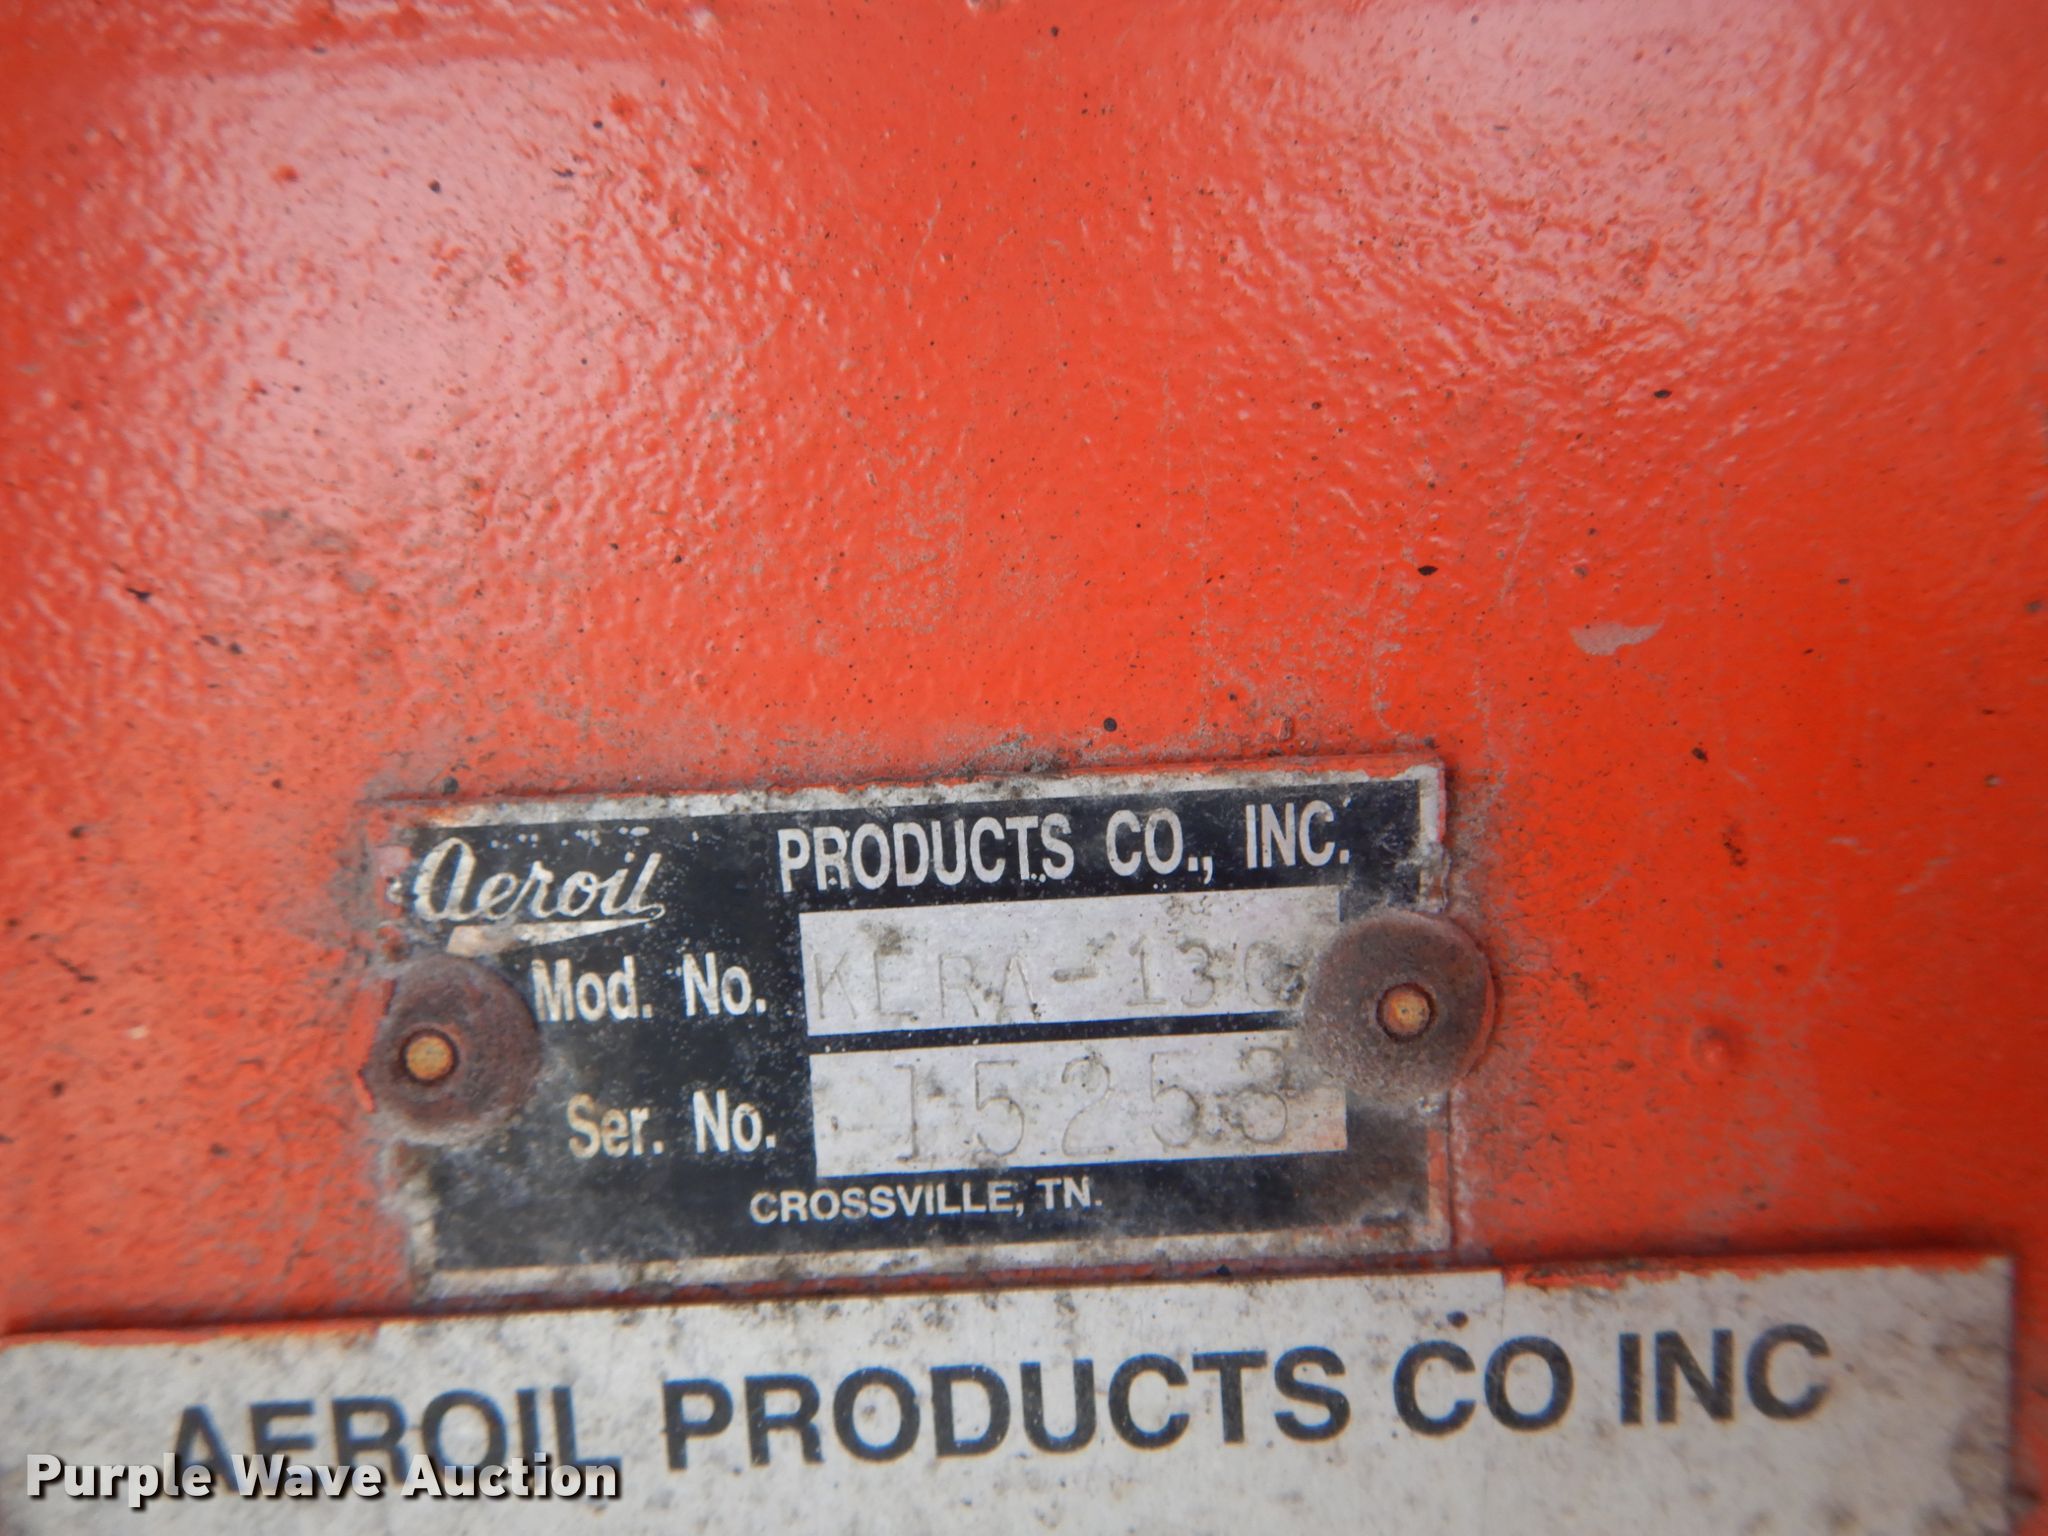 Aeroil PRODUCTS CO., INC.
Mod. No. KERA-130
Ser. No. 15253
CROSSVILLE, TN.
AEROIL PRODUCTS CO INC
Purple Wave Auction